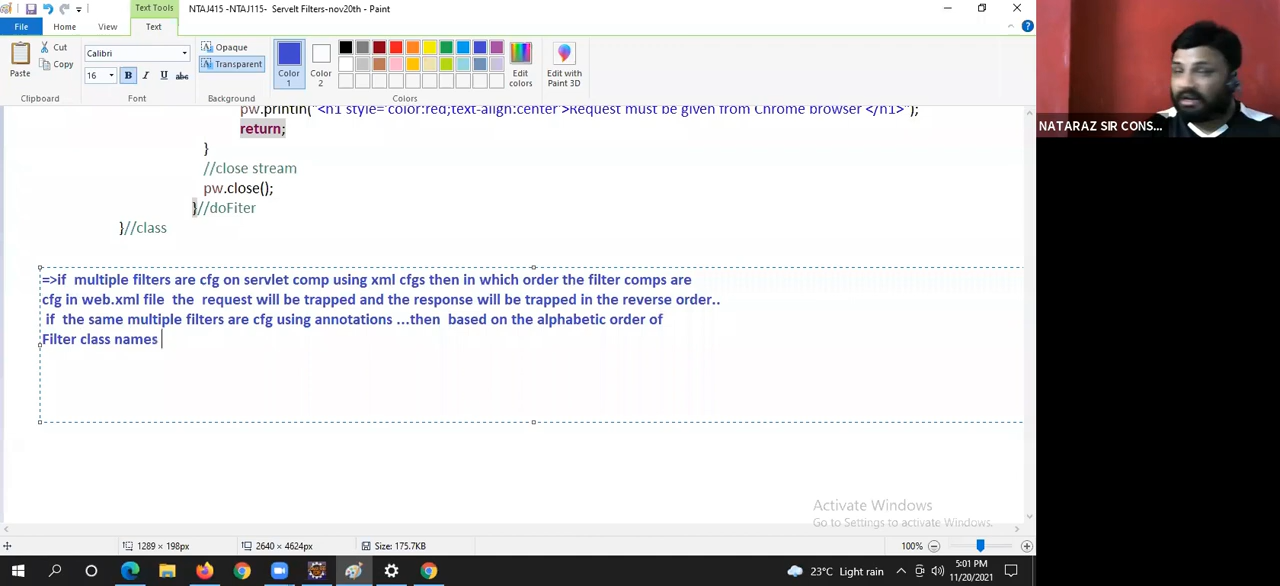 Text Tools
NTAJ415 -NTAJ115- Servelt Filters-nov20th - Paint
File
Home
View
Text
Paste
Cut
Copy
Clipboard
Calibri
16
B
I
U
abc
Font
Opaque
Transparent
Background
Color 1
Color 2
Edit colors
Edit with Paint 3D
Colors
NATARAZ SIR CONS...
pw.println("<h1 style='color:red;text-align:center'>Request must be given from Chrome browser </h1>");
return;
}
//close stream
pw.close();
}//doFiter
}//class
=>if multiple filters are cfg on servlet comp using xml cfgs then in which order the filter comps are
cfg in web.xml file the request will be trapped and the response will be trapped in the reverse order..
if the same multiple filters are cfg using annotations ...then based on the alphabetic order of
Filter class names
Activate Windows
Go to Settings to activate Windows.
1289 × 198px
2640 × 4624px
Size: 175.7KB
100%
23°C Light rain
5:01 PM
11/20/2021